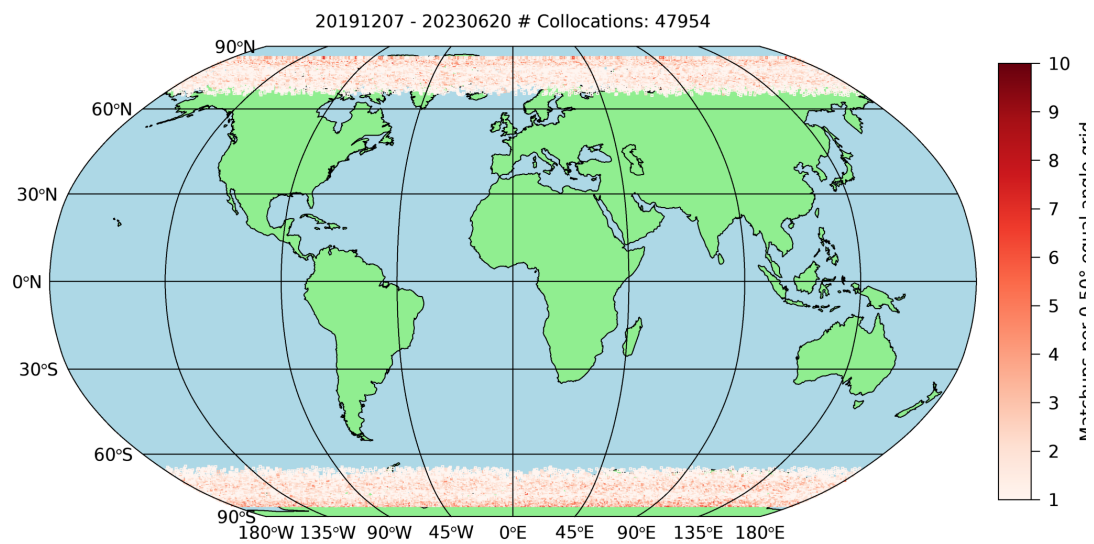 20191207 - 20230620 # Collocations: 47954
90°N
60°N
30°N
0°N
30°S
60°S
90°S
180°W 135°W 90°W 45°W 0°E 45°E 90°E 135°E 180°E
10
9
8
7
6
5
4
3
2
1
Matchups per 0.50° equal angle grid